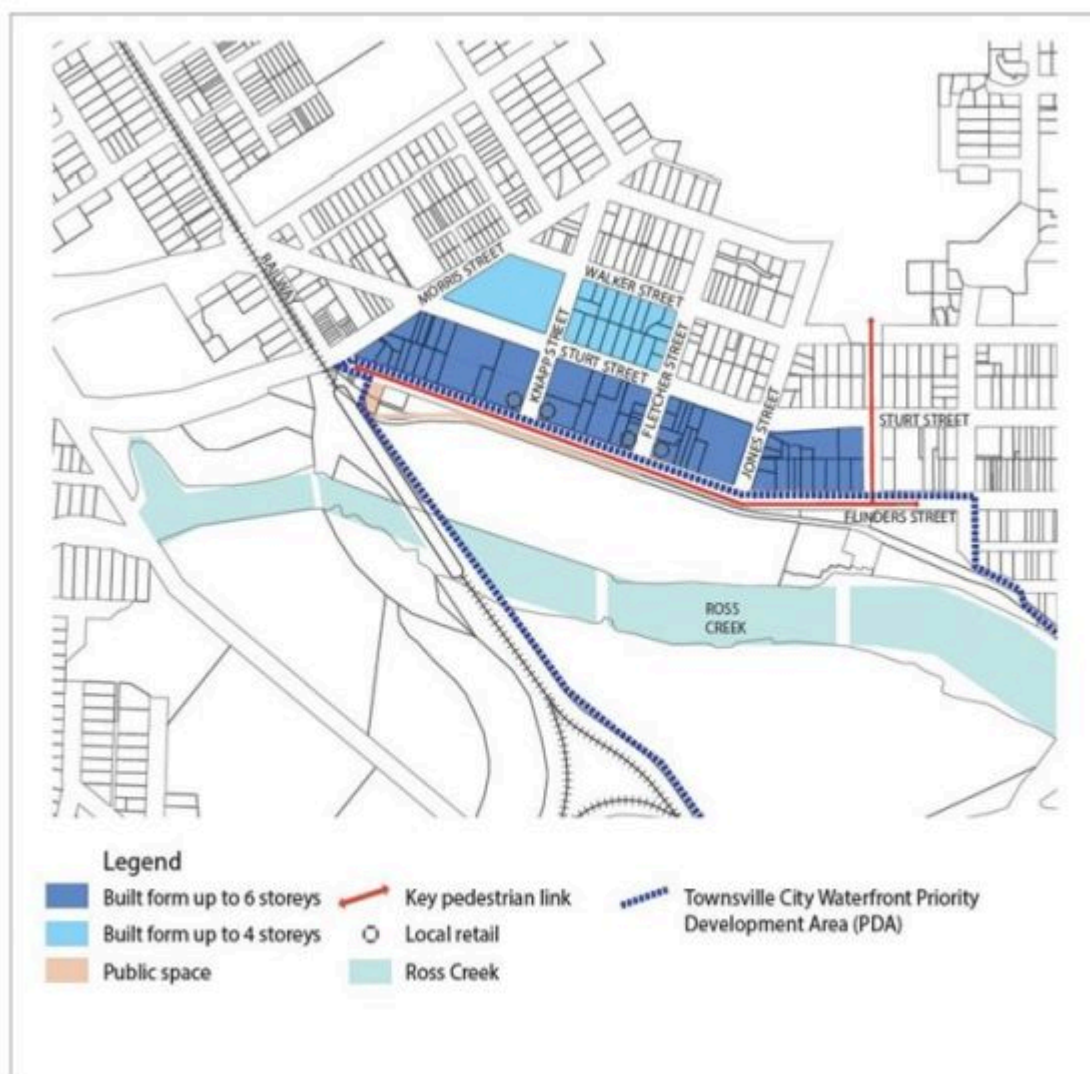 RAILWAY
MORRIS STREET
WALKER STREET
KNAPP STREET
STURT STREET
FLETCHER STREET
JONES STREET
STURT STREET
FLINDERS STREET
ROSS
CREEK
Legend
Built form up to 6 storeys
Built form up to 4 storeys
Public space
Key pedestrian link
Local retail
Ross Creek
Townsville City Waterfront Priority
Development Area (PDA)